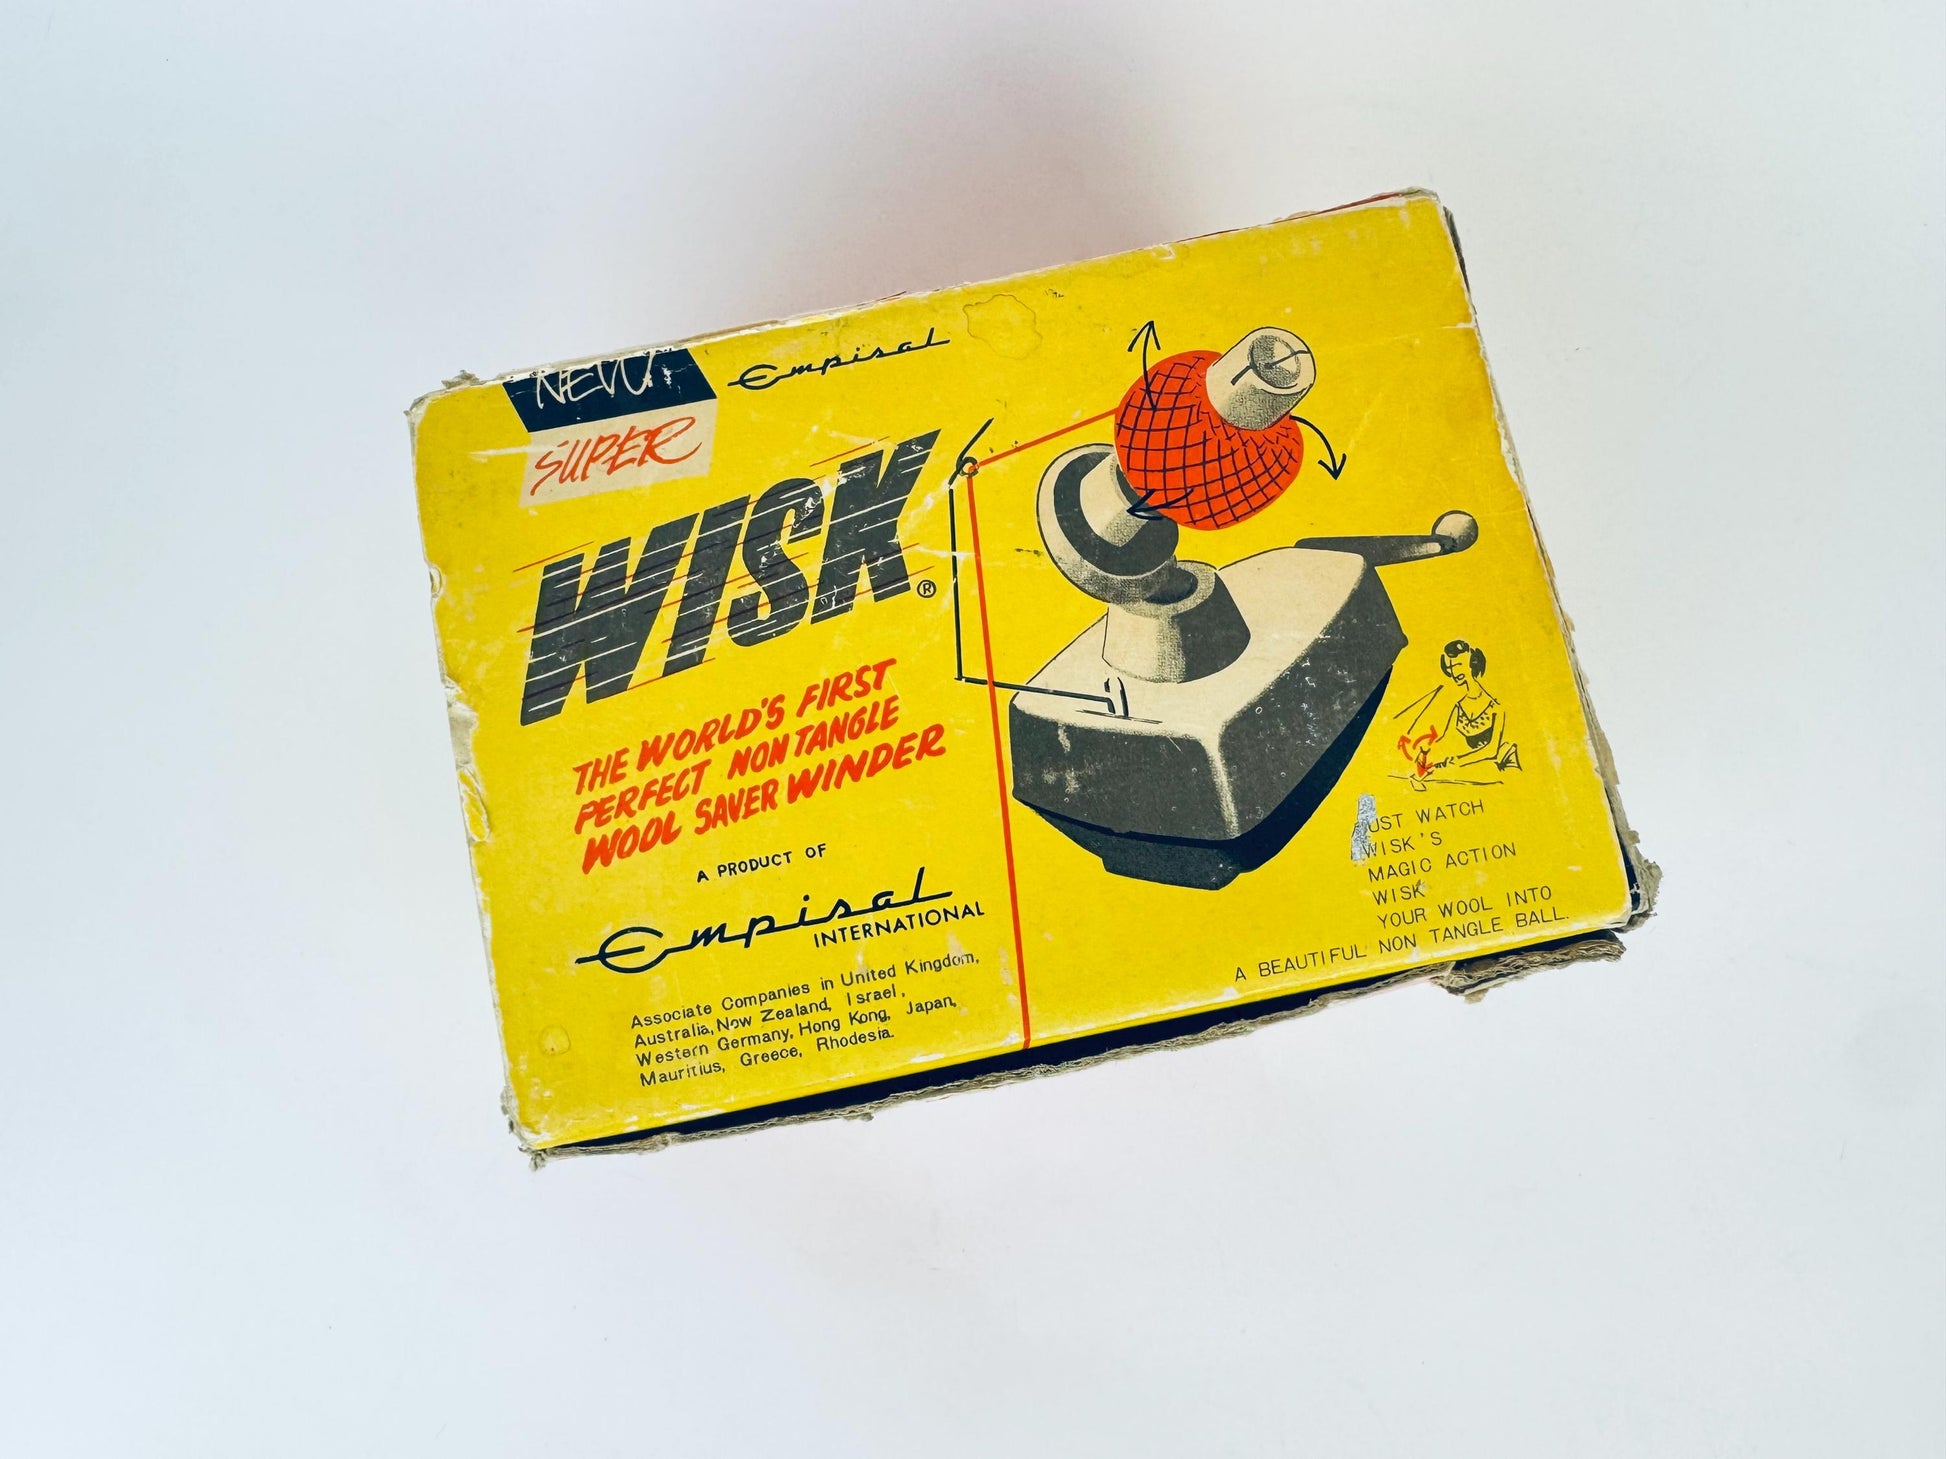 NEW!
SUPER
Empisal
WISK®
THE WORLD'S FIRST
PERFECT NON TANGLE
WOOL SAVER WINDER
A PRODUCT OF
Empisal
INTERNATIONAL
Associate Companies in United Kingdom,
Australia, New Zealand, Israel,
Western Germany, Hong Kong, Japan,
Mauritius, Greece, Rhodesia.
UST WATCH
WISK'S
MAGIC ACTION
WISK
YOUR WOOL INTO
A BEAUTIFUL NON TANGLE BALL.